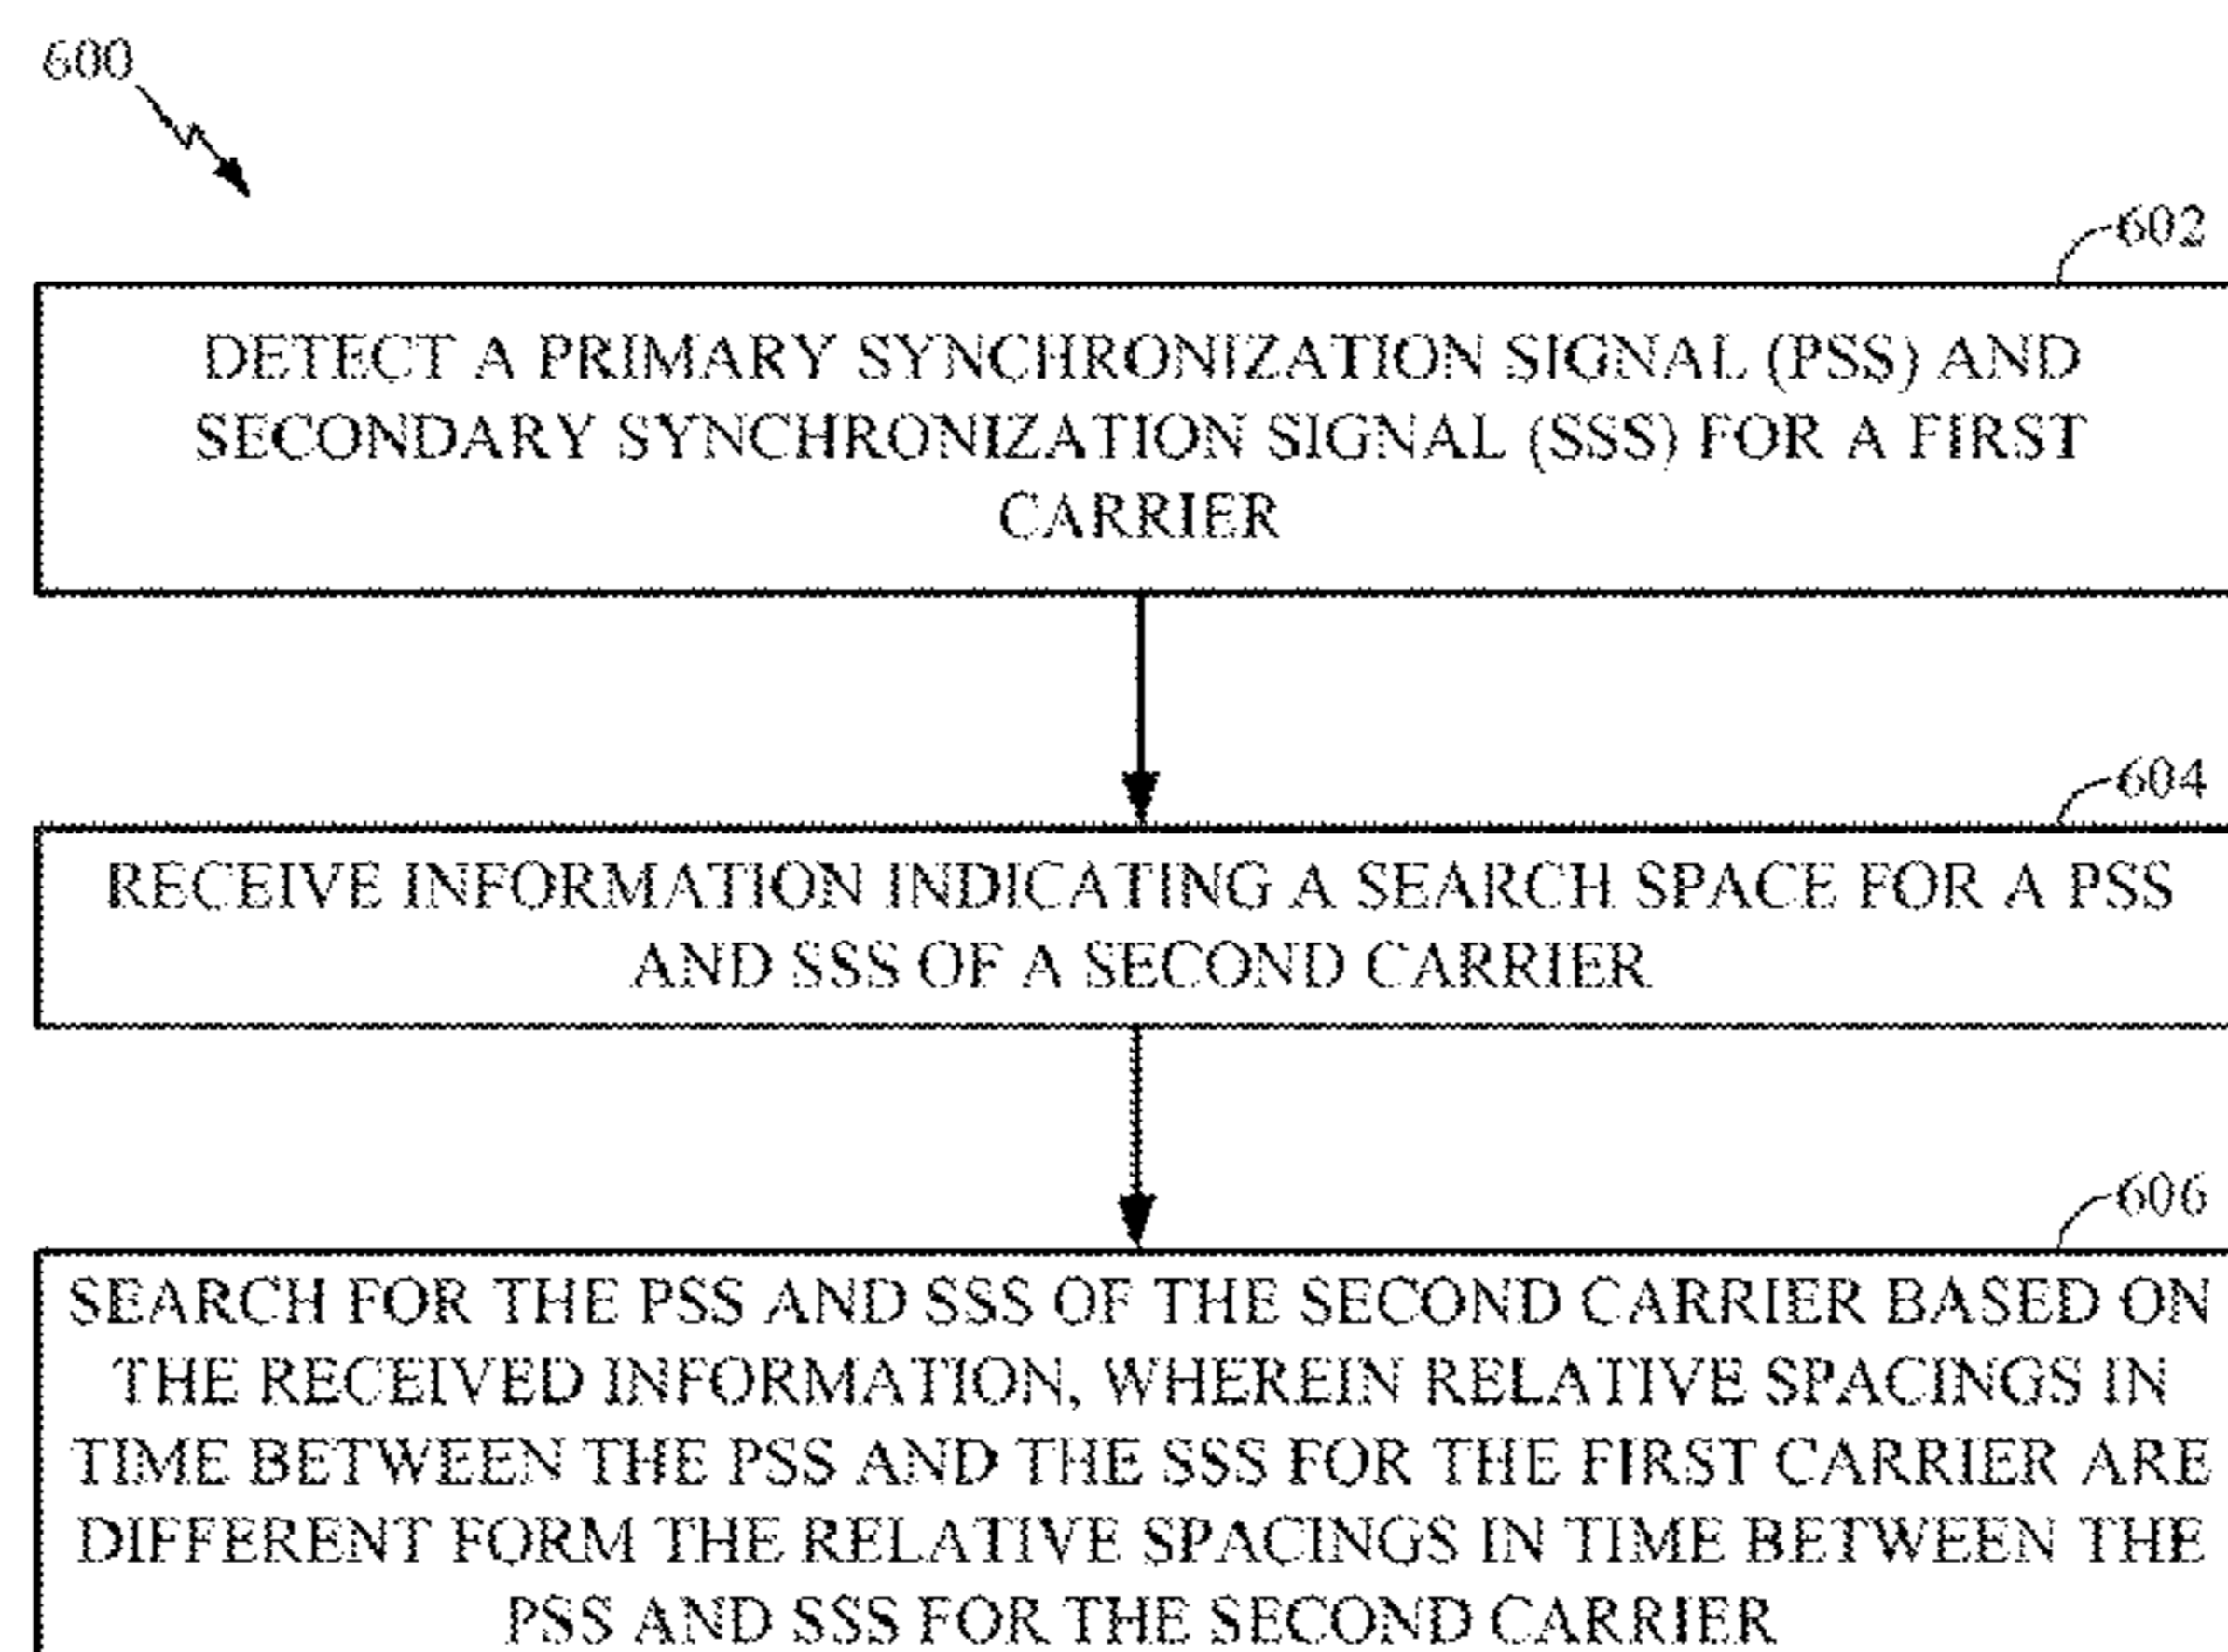 600
602
DETECT A PRIMARY SYNCHRONIZATION SIGNAL (PSS) AND
SECONDARY SYNCHRONIZATION SIGNAL (SSS) FOR A FIRST
CARRIER
604
RECEIVE INFORMATION INDICATING A SEARCH SPACE FOR A PSS
AND SSS OF A SECOND CARRIER
606
SEARCH FOR THE PSS AND SSS OF THE SECOND CARRIER BASED ON
THE RECEIVED INFORMATION, WHEREIN RELATIVE SPACINGS IN
TIME BETWEEN THE PSS AND THE SSS FOR THE FIRST CARRIER ARE
DIFFERENT FORM THE RELATIVE SPACINGS IN TIME BETWEEN THE
PSS AND SSS FOR THE SECOND CARRIER